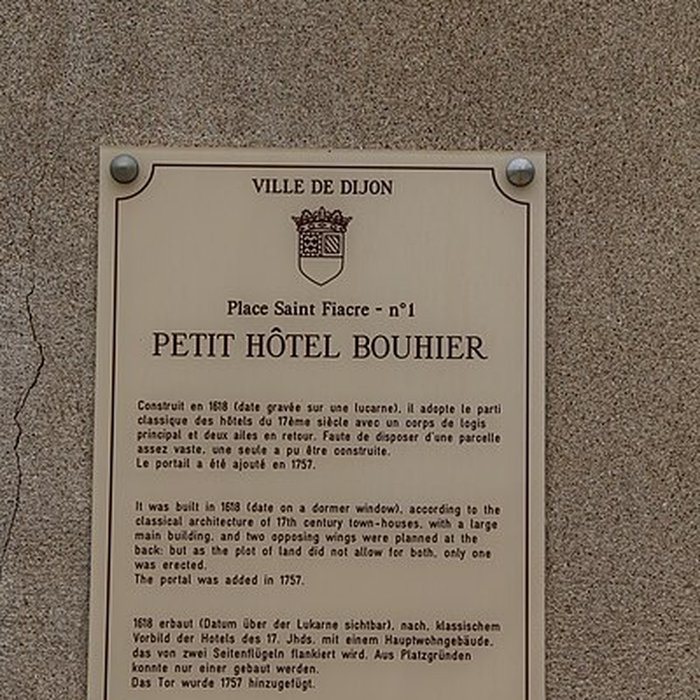 VILLE DE DIJON
Place Saint Fiacre - n°1
PETIT HÔTEL BOUHIER
Construit en 1618 (date gravée sur une lucarne), il adopte le parti
classique des hôtels du 17ème siècle avec un corps de logis
principal et deux ailes en retour. Faute de disposer d'une parcelle
assez vaste, une seule a pu être construite.
Le portail a été ajouté en 1757.
It was built in 1618 (date on a dormer window), according to the
classical architecture of 17th century town-houses, with a large
main building, and two opposing wings were planned at the
back: but as the plot of land did not allow for both, only one
was erected.
The portal was added in 1757.
1618 erbaut (Datum über der Lukarne sichtbar), nach, klassischem
Vorbild der Hotels des 17. Jhds. mit einem Hauptwohngebäude,
das von zwei Seitenflügeln flankiert wird. Aus Platzgründen
konnte nur einer gebaut werden.
Das Tor wurde 1757 hinzugefügt.